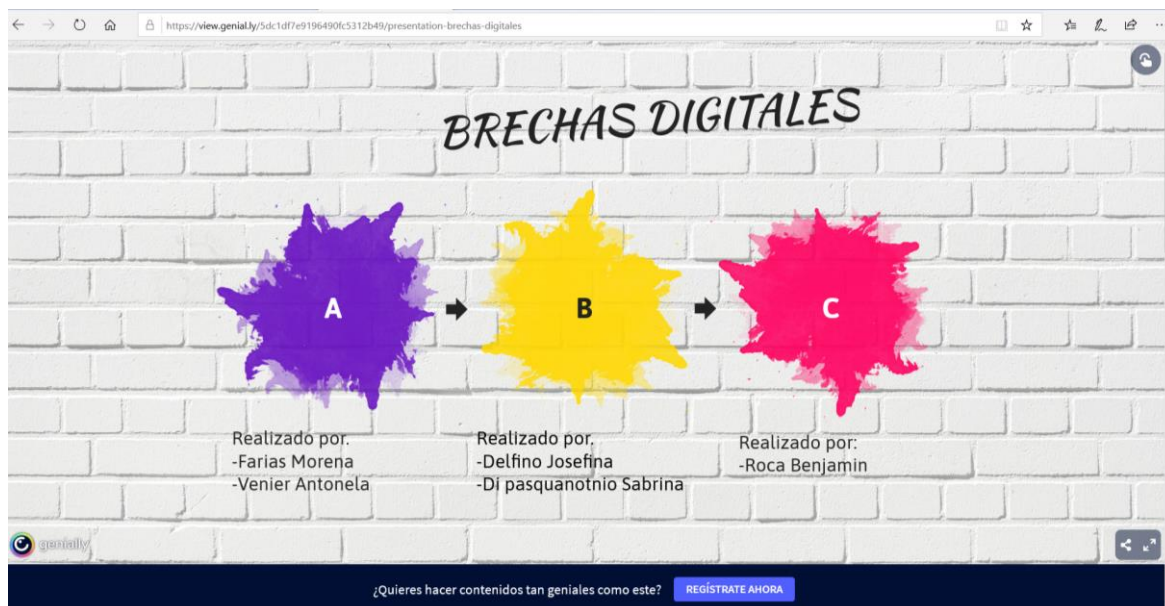 https://view.genial.ly/5dc1df7e9196490fc5312b49/presentation-brechas-digitales
BRECHAS DIGITALES
A
B
C
Realizado por.
-Farias Morena
-Venier Antonela
Realizado por.
-Delfino Josefina
-Di pasquanotnio Sabrina
Realizado por:
-Roca Benjamin
genially
¿Quieres hacer contenidos tan geniales como este?
REGÍSTRATE AHORA